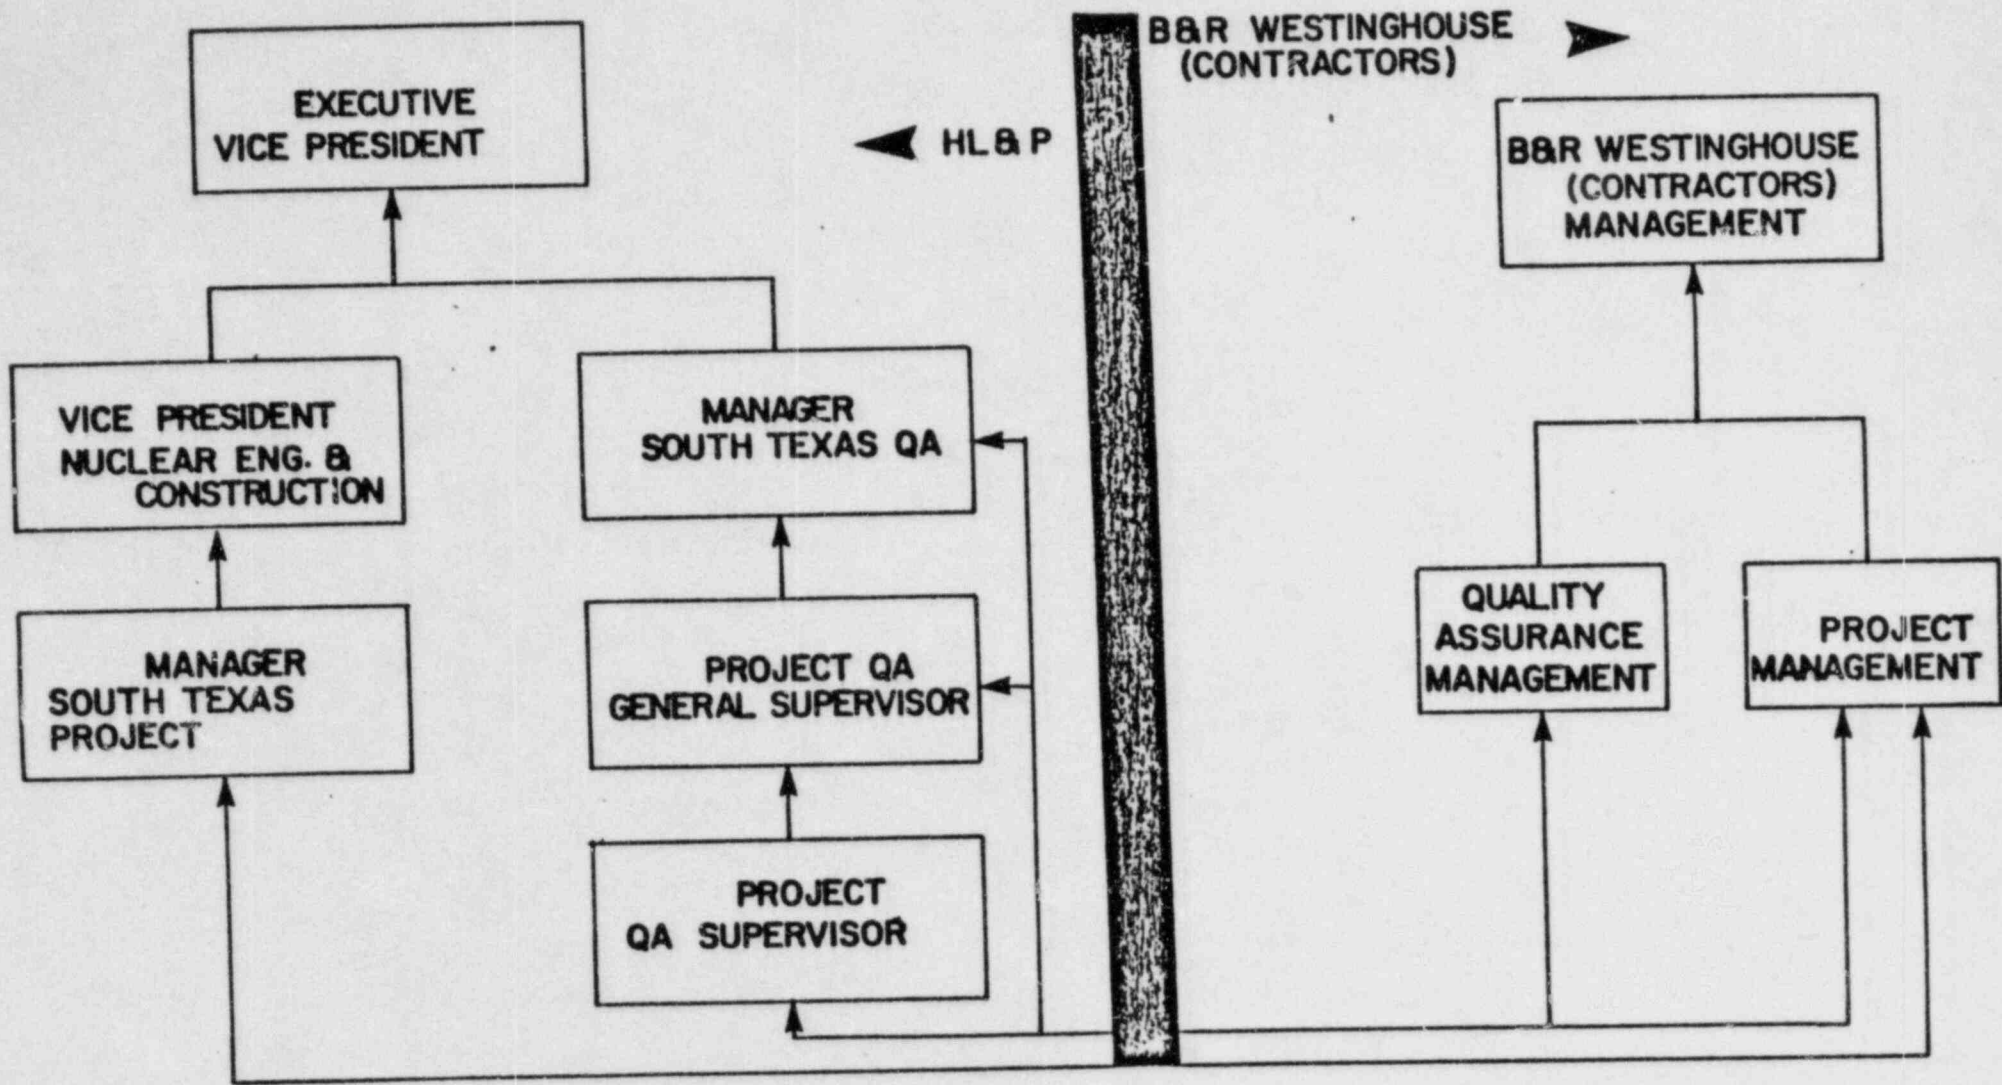 EXECUTIVE
VICE PRESIDENT
HL & P
B&R WESTINGHOUSE
(CONTRACTORS)
B&R WESTINGHOUSE
(CONTRACTORS)
MANAGEMENT
VICE PRESIDENT
NUCLEAR ENG. &
CONSTRUCTION
MANAGER
SOUTH TEXAS QA
MANAGER
SOUTH TEXAS
PROJECT
PROJECT QA
GENERAL SUPERVISOR
QUALITY
ASSURANCE
MANAGEMENT
PROJECT
MANAGEMENT
PROJECT
QA SUPERVISOR